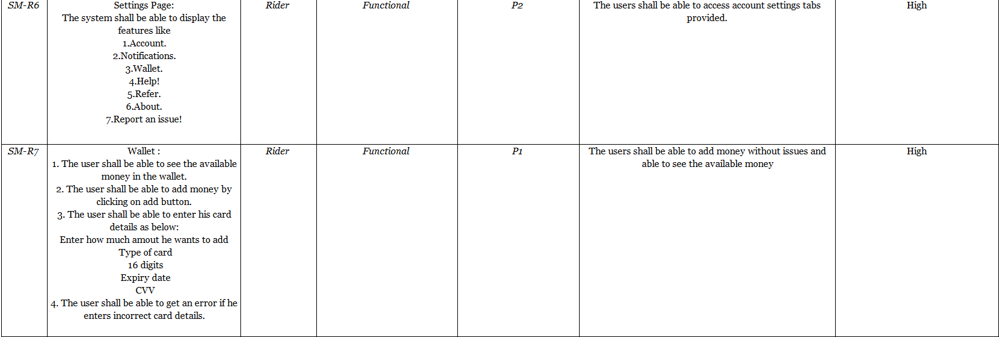 SM-R6
Settings Page:
The system shall be able to display the
features like
1.Account.
2.Notifications.
3.Wallet.
4.Help!
5.Refer.
6.About.
7.Report an issue!
Rider
Functional
P2
The users shall be able to access account settings tabs
provided.
High
SM-R7
Wallet :
1. The user shall be able to see the available
money in the wallet.
2. The user shall be able to add money by
clicking on add button.
3. The user shall be able to enter his card
details as below:
Enter how much amout he wants to add
Type of card
16 digits
Expiry date
CVV
4. The user shall be able to get an error if he
enters incorrect card details.
Rider
Functional
P1
The users shall be able to add money without issues and
able to see the available money
High